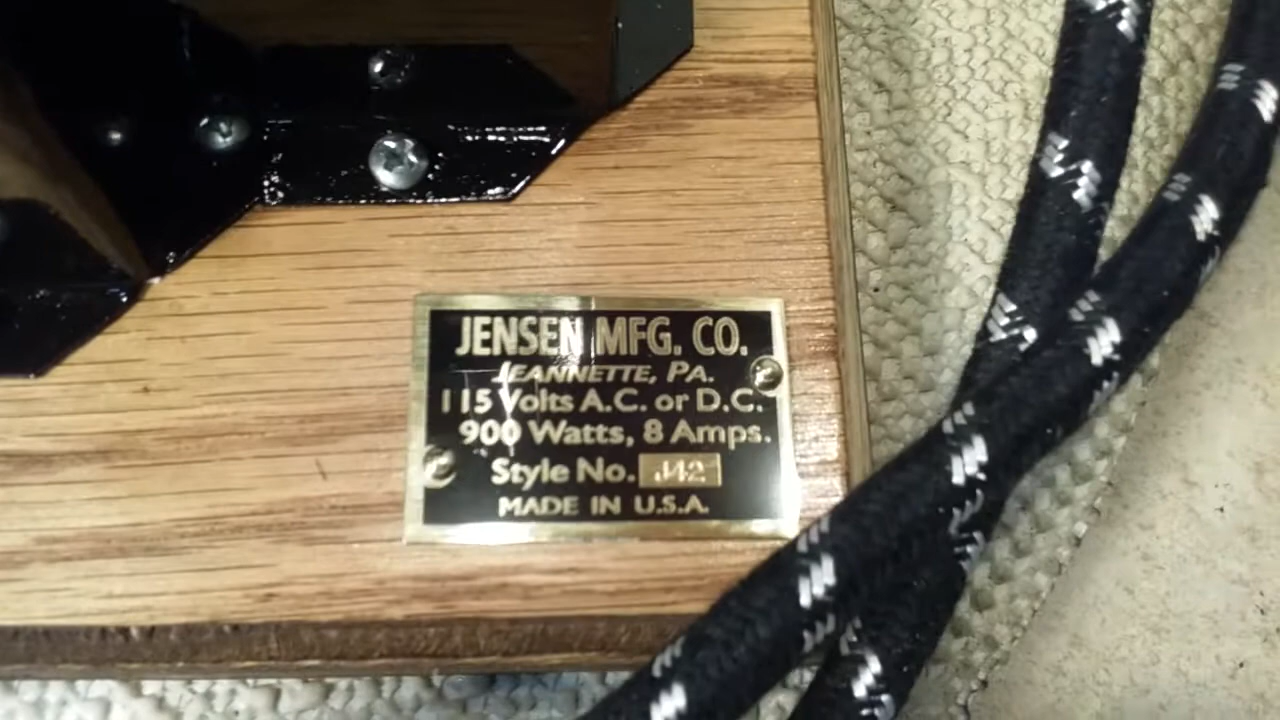 JENSEN MFG. CO.
JEANNETTE, PA.
115 Volts A.C. or D.C.
900 Watts, 8 Amps.
Style No. J42
MADE IN U.S.A.